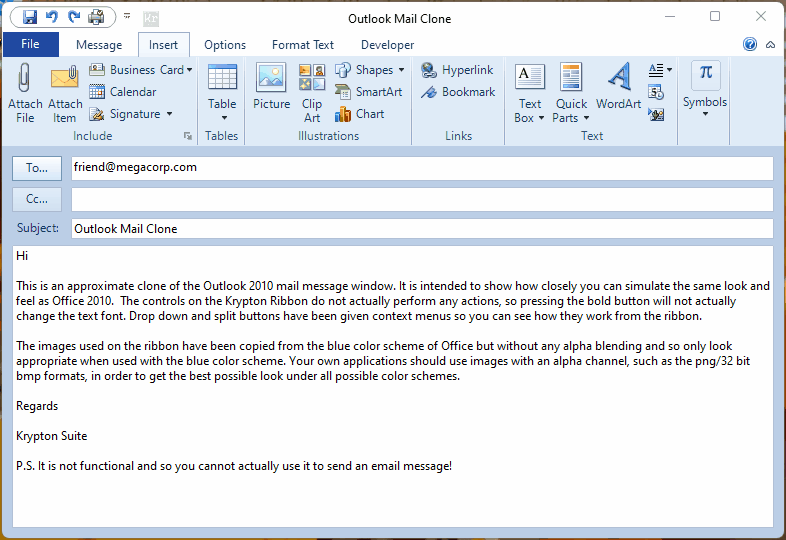 Kr
Outlook Mail Clone
File Message Insert Options Format Text Developer
Attach File
Attach Item
Business Card
Calendar
Signature
Include
Table
Tables
Picture
Clip Art
Shapes
SmartArt
Chart
Illustrations
Hyperlink
Bookmark
Links
Text Box
Quick Parts
WordArt
Text
π
Symbols
To... friend@megacorp.com
Cc...
Subject: Outlook Mail Clone
Hi
This is an approximate clone of the Outlook 2010 mail message window. It is intended to show how closely you can simulate the same look and
feel as Office 2010.  The controls on the Krypton Ribbon do not actually perform any actions, so pressing the bold button will not actually
change the text font. Drop down and split buttons have been given context menus so you can see how they work from the ribbon.
The images used on the ribbon have been copied from the blue color scheme of Office but without any alpha blending and so only look
appropriate when used with the blue color scheme. Your own applications should use images with an alpha channel, such as the png/32 bit
bmp formats, in order to get the best possible look under all possible color schemes.
Regards
Krypton Suite
P.S. It is not functional and so you cannot actually use it to send an email message!